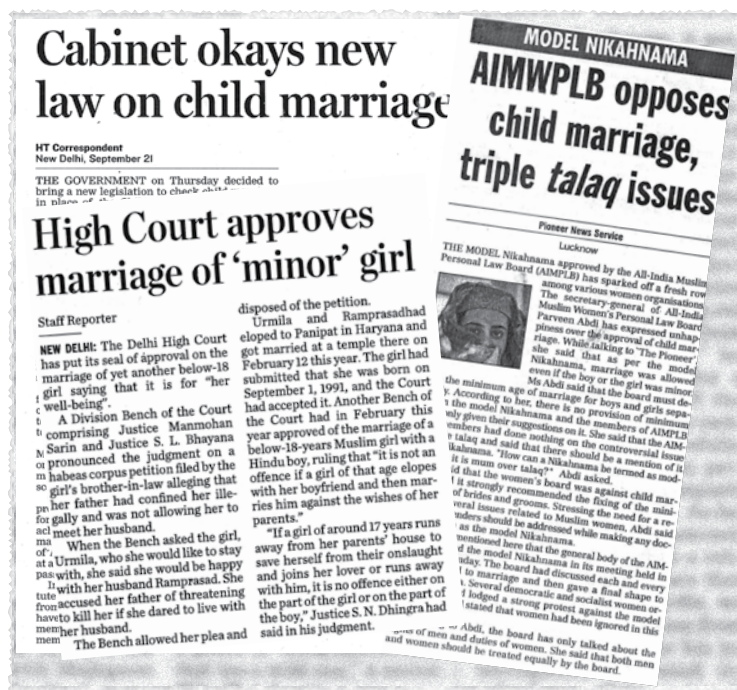 Cabinet okays new
law on child marriage
HT Correspondent
New Delhi, September 21
THE GOVERNMENT on Thursday decided to
bring a new legislation to check child
in place of the
High Court approves
marriage of ‘minor’ girl
Staff Reporter
NEW DELHI: The Delhi High Court
has put its seal of approval on the
marriage of yet another below-18
girl saying that it is for “her
well-being”.
A Division Bench of the Court
comprising Justice Manmohan
Sarin and Justice S. L. Bhayana
pronounced the judgment on a
habeas corpus petition filed by the
girl's brother-in-law alleging that
her father had confined her ille-
gally and was not allowing her to
meet her husband.
When the Bench asked the girl,
Urmila, who she would like to stay
with, she said she would be happy
with her husband Ramprasad. She
accused her father of threatening
to kill her if she dared to live with
her husband.
The Bench allowed her plea and
disposed of the petition.
Urmila and Ramprasadhad
eloped to Panipat in Haryana and
got married at a temple there on
February 12 this year. The girl had
submitted that she was born on
September 1, 1991, and the Court
had accepted it. Another Bench of
the Court had in February this
year approved of the marriage of a
below-18-years Muslim girl with a
Hindu boy, ruling that “it is not an
offence if a girl of that age elopes
with her boyfriend and then mar-
ries him against the wishes of her
parents.”
“If a girl of around 17 years runs
away from her parents' house to
save herself from their onslaught
and joins her lover or runs away
with him, it is no offence either on
the part of the girl or on the part of
the boy,” Justice S. N. Dhingra had
said in his judgment.
MODEL NIKAHNAMA
AIMWPLB opposes
child marriage,
triple talaq issues
Pioneer News Service
Lucknow
THE MODEL Nikahnama approved by the All-India Muslim
Personal Law Board (AIMPLB) has sparked off a fresh row
among various women organisations.
The secretary-general of All-India
Muslim Women's Personal Law Board
Parveen Abdi has expressed unhap-
piness over the approval of child mar-
riage. While talking to 'The Pioneer'
she said that as per the model
Nikahnama, marriage was allowed
even if the boy or the girl was minor.
Ms Abdi said that the board must de-
the minimum age of marriage for boys and girls sepa-
According to her, there is no provision of minimum
the model Nikahnama and the members of AIMPLB
only given their suggestions on it. She said that the AIM-
members had done nothing on the controversial issue
talaq and said that there should be a mention of it
Nikahnama. “How can a Nikahnama be termed as mod-
it is mum over talaq?” Abdi asked.
that the women's board was against child mar-
it strongly recommended the fixing of the mini-
of brides and grooms. Stressing the need for a re-
several issues related to Muslim women, Abdi said
should be addressed while making any doc-
as the model Nikahnama.
mentioned here that the general body of the AIM-
the model Nikahnama in its meeting held in
The board had discussed each and every
to marriage and then gave a final shape to
Several democratic and socialist women or-
lodged a strong protest against the model
stated that women had been ignored in this
Abdi, the board has only talked about the
of men and duties of women. She said that both men
and women should be treated equally by the board.